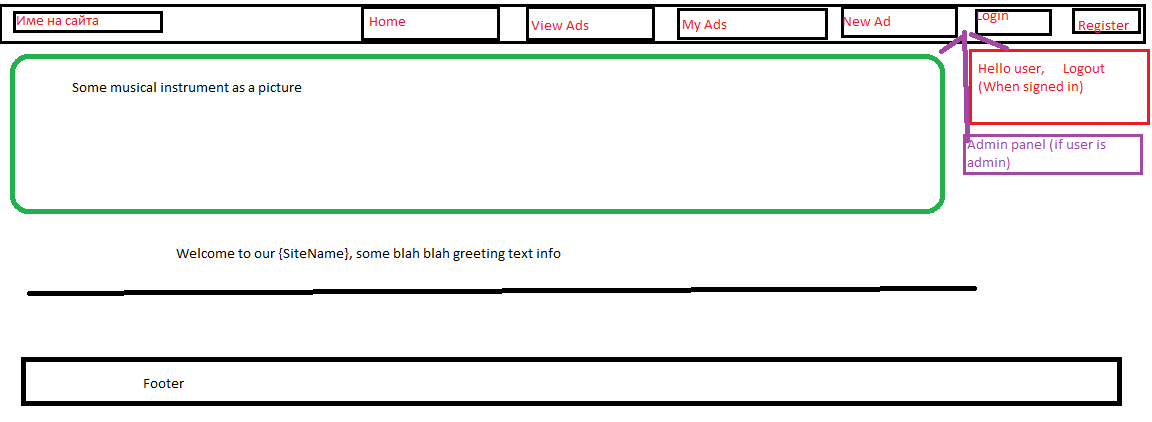 Име на сайта
Home
View Ads
My Ads
New Ad
Login
Register
Some musical instrument as a picture
Hello user, Logout
(When signed in)
Admin panel (if user is
admin)
Welcome to our {SiteName}, some blah blah greeting text info
Footer